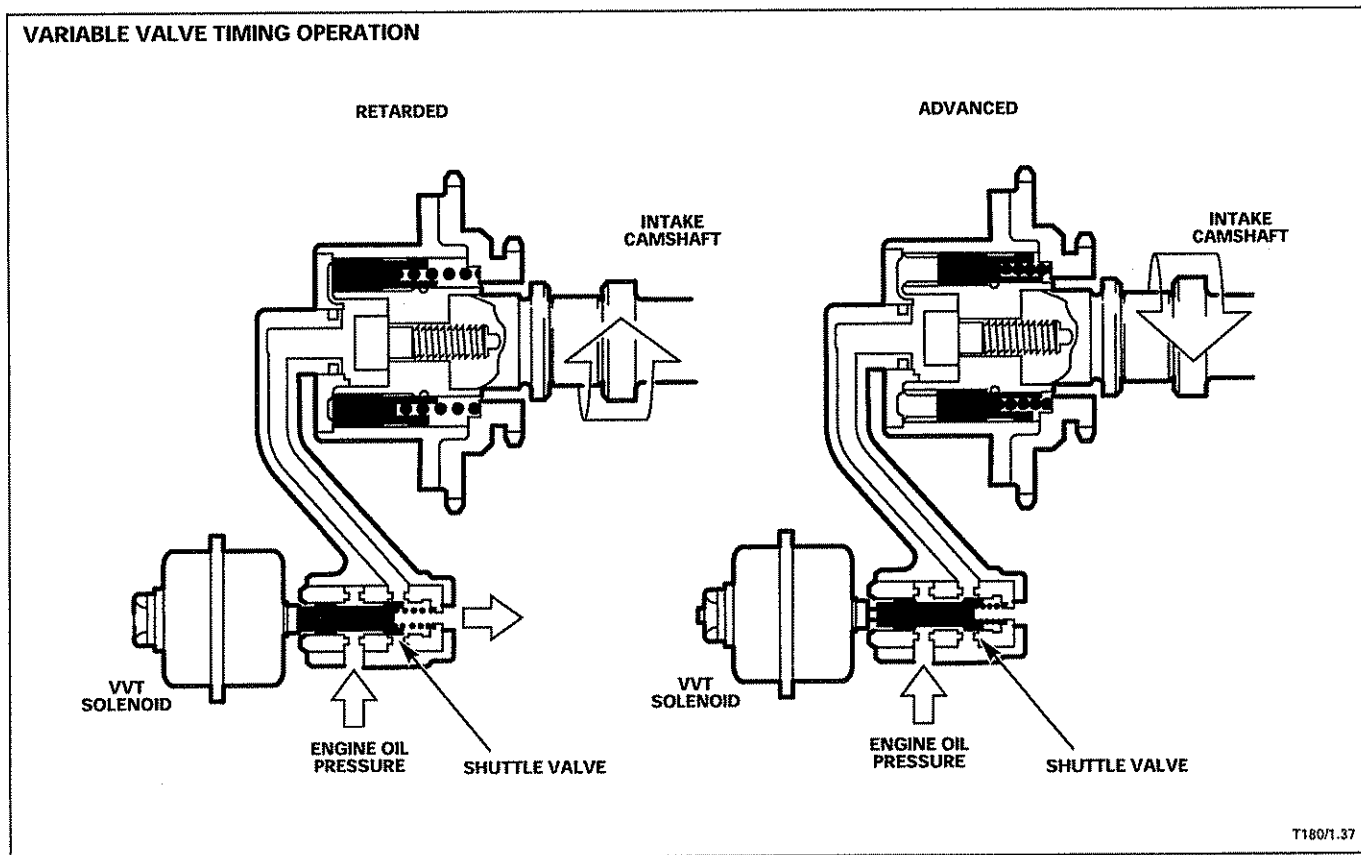 VARIABLE VALVE TIMING OPERATION
RETARDED
INTAKE
CAMSHAFT
VVT
SOLENOID
ENGINE OIL
PRESSURE
SHUTTLE VALVE
ADVANCED
INTAKE
CAMSHAFT
VVT
SOLENOID
ENGINE OIL
PRESSURE
SHUTTLE VALVE
T180/1.37